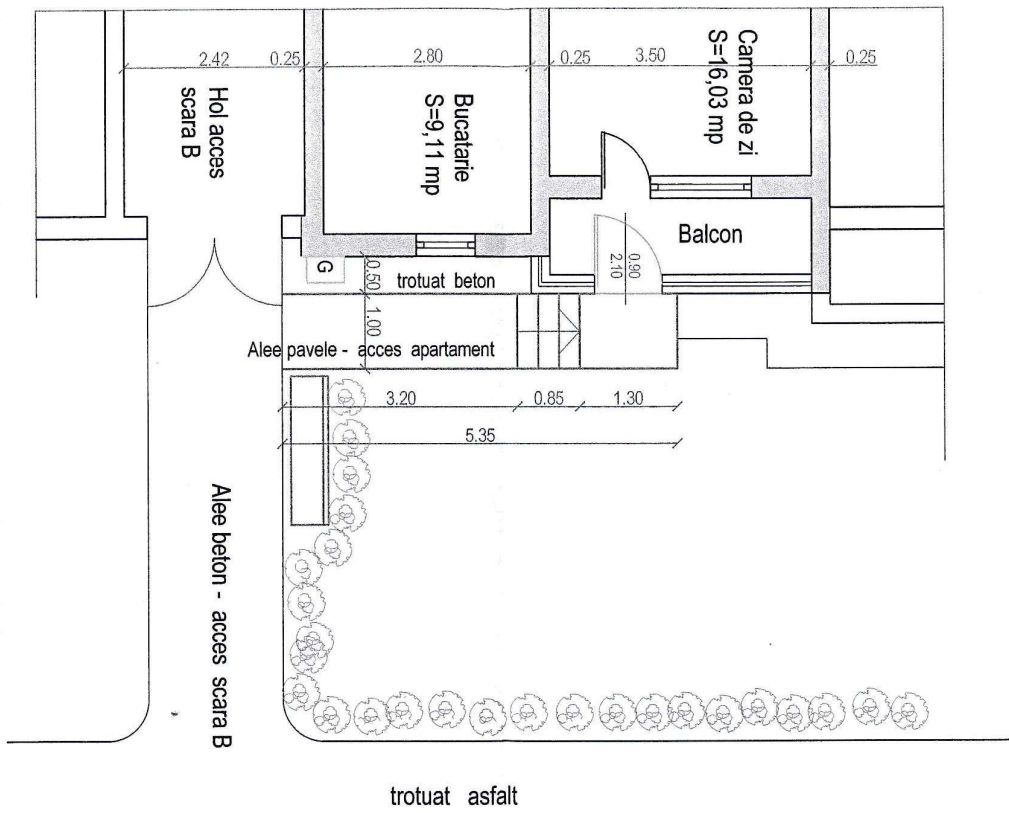 2.42
0.25
2.80
0.25
3.50
0.25
Hol acces
scara B
Bucatarie
S=9,11 mp
Camera de zi
S=16,03 mp
Balcon
0.90
2.10
G
0.50
trotuat beton
1.00
Alee pavele - acces apartament
3.20
0.85
1.30
5.35
Alee beton - acces scara B
trotuat asfalt